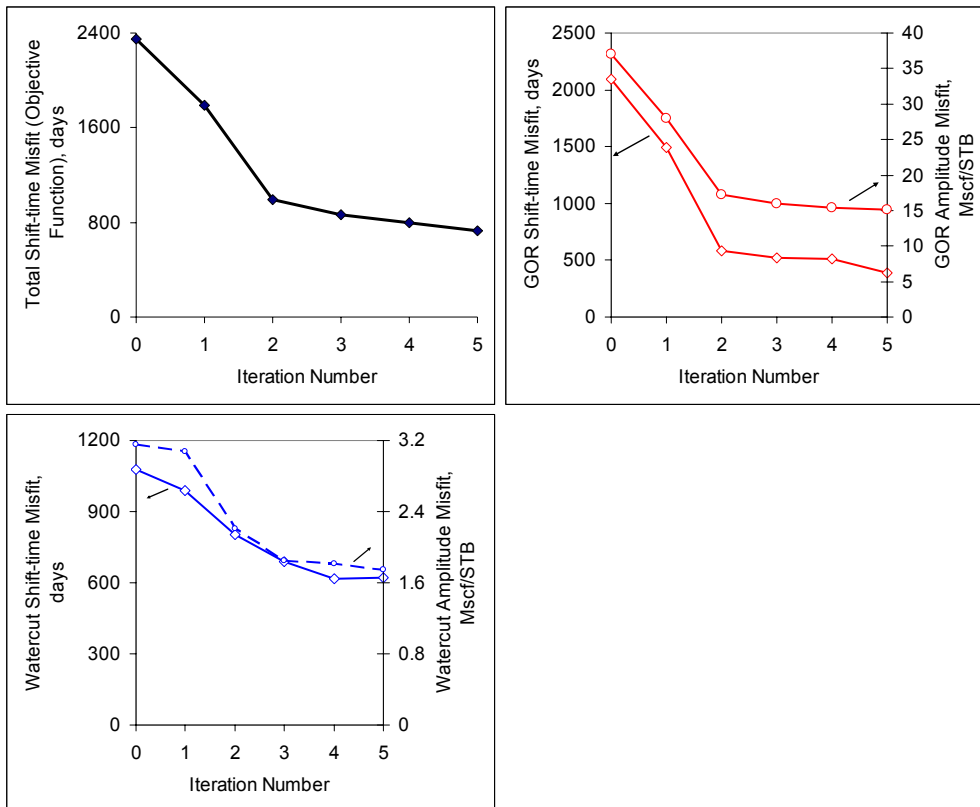 Total Shift-time Misfit (Objective
Function), days
2400
1600
800
0
0 1 2 3 4 5
Iteration Number
GOR Shift-time Misfit, days
2500
2000
1500
1000
500
0
40
35
30
25
20
15
10
5
0
GOR Amplitude Misfit,
Mscf/STB
0 1 2 3 4 5
Iteration Number
Watercut Shift-time Misfit,
days
1200
900
600
300
0
3.2
2.4
1.6
0.8
0
Watercut Amplitude Misfit,
Mscf/STB
0 1 2 3 4 5
Iteration Number